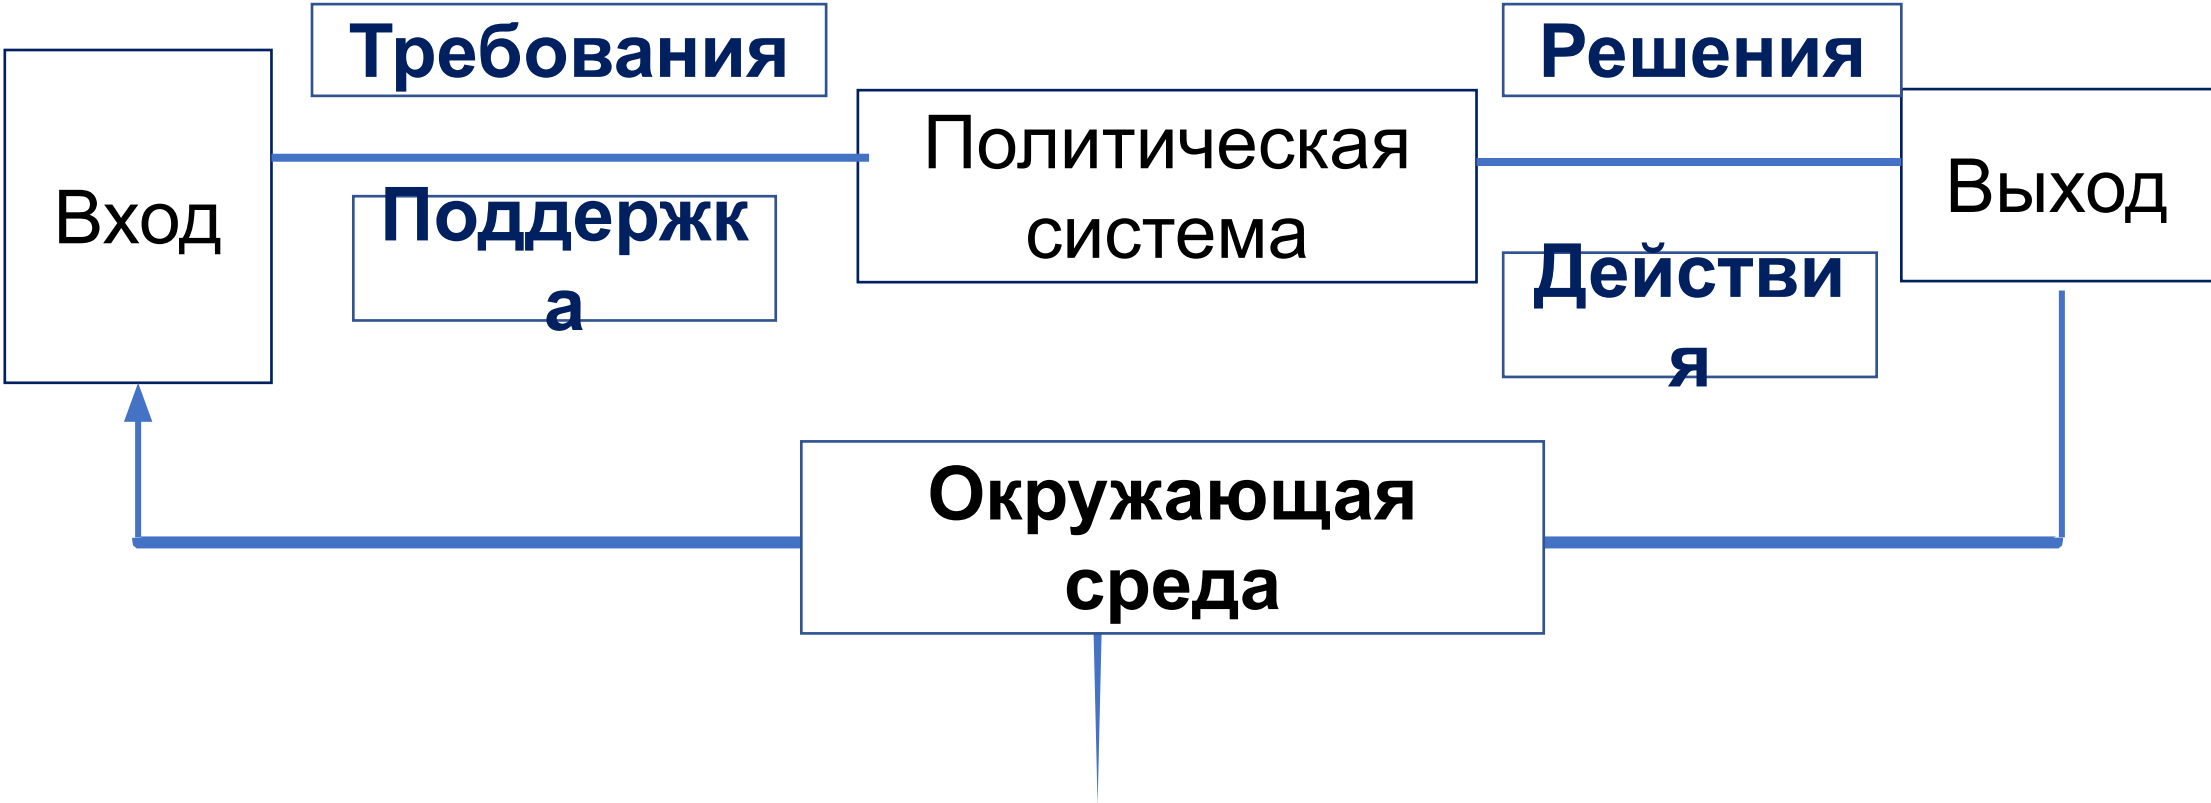 Требования
Решения
Вход
Политическая
система
Выход
Поддержк
а
Действи
я
Окружающая
среда